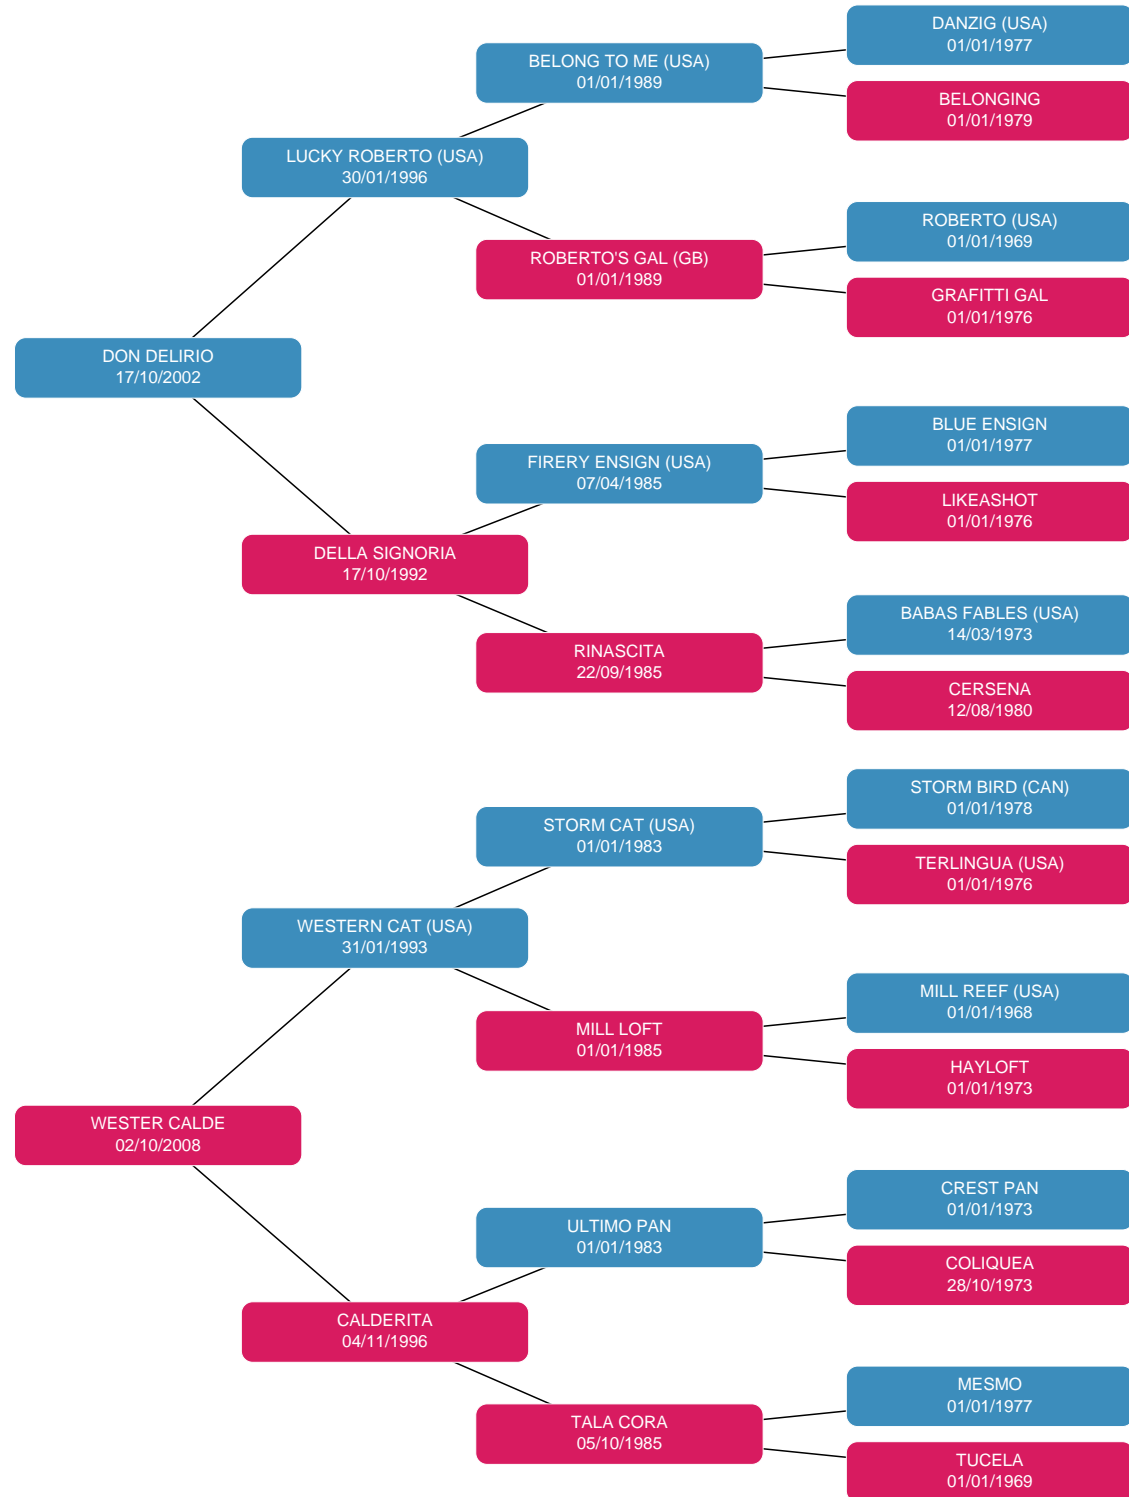 DANZIG (USA)
01/01/1977
BELONG TO ME (USA)
01/01/1989
BELONGING
01/01/1979
LUCKY ROBERTO (USA)
30/01/1996
ROBERTO (USA)
01/01/1969
ROBERTO'S GAL (GB)
01/01/1989
GRAFITTI GAL
01/01/1976
DON DELIRIO
17/10/2002
BLUE ENSIGN
01/01/1977
FIRERY ENSIGN (USA)
07/04/1985
LIKEASHOT
01/01/1976
DELLA SIGNORIA
17/10/1992
BABAS FABLES (USA)
14/03/1973
RINASCITA
22/09/1985
CERSENA
12/08/1980
STORM BIRD (CAN)
01/01/1978
STORM CAT (USA)
01/01/1983
TERLINGUA (USA)
01/01/1976
WESTERN CAT (USA)
31/01/1993
MILL REEF (USA)
01/01/1968
MILL LOFT
01/01/1985
HAYLOFT
01/01/1973
WESTER CALDE
02/10/2008
CREST PAN
01/01/1973
ULTIMO PAN
01/01/1983
COLIQUEA
28/10/1973
CALDERITA
04/11/1996
MESMO
01/01/1977
TALA CORA
05/10/1985
TUCELA
01/01/1969